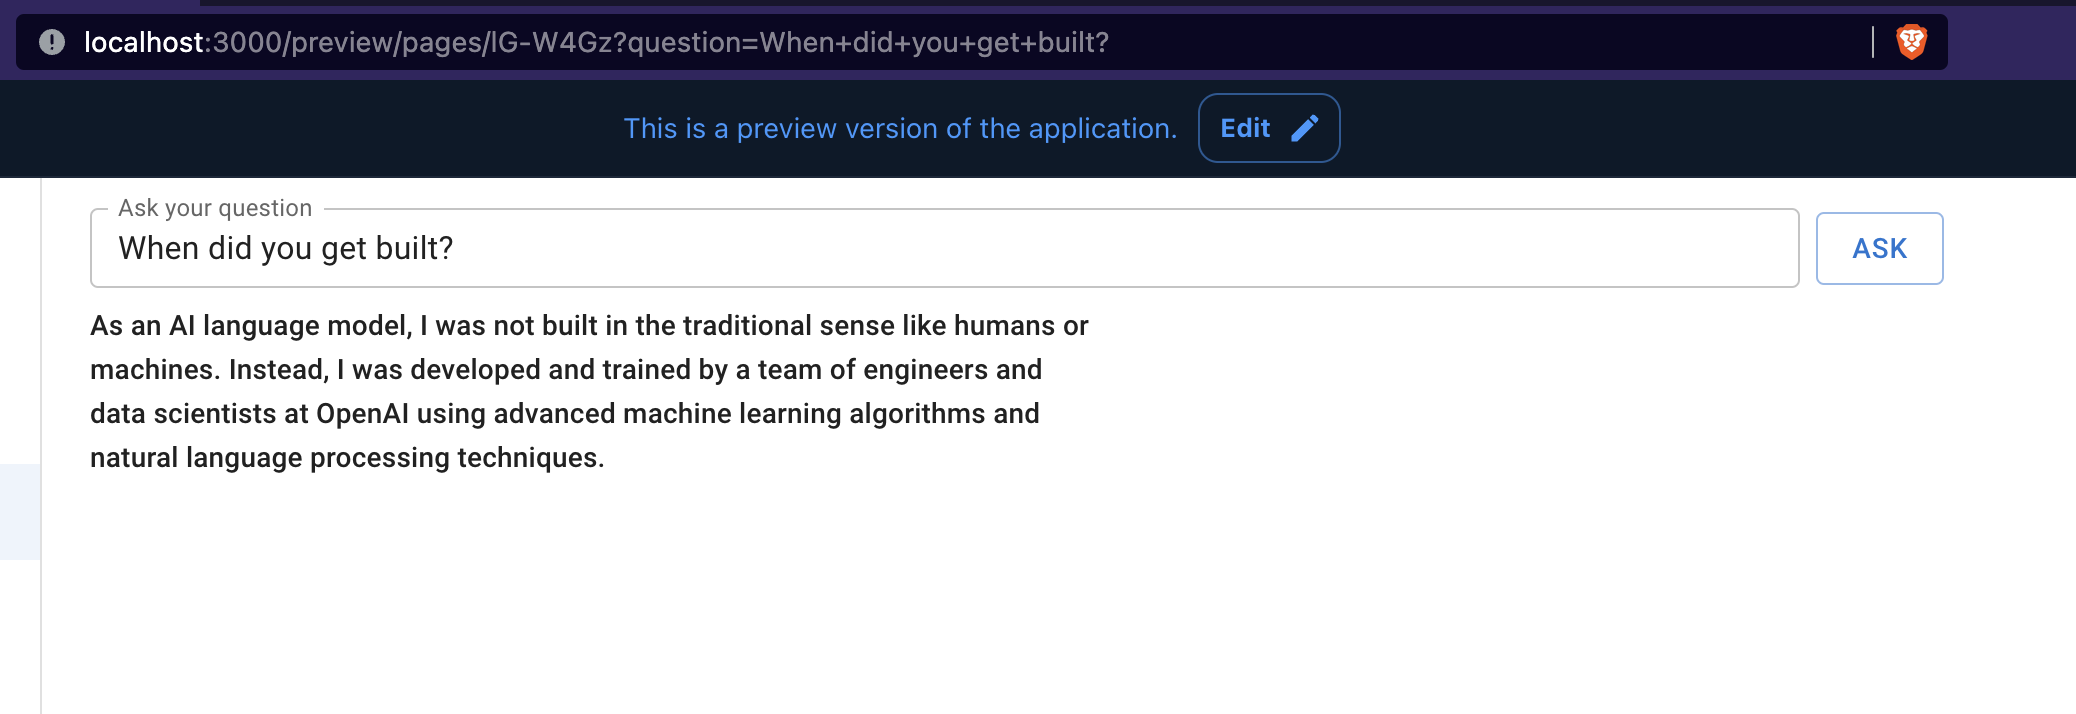 localhost:3000/preview/pages/lG-W4Gz?question=When+did+you+get+built?
This is a preview version of the application. Edit
Ask your question
When did you get built?
ASK
As an AI language model, I was not built in the traditional sense like humans or
machines. Instead, I was developed and trained by a team of engineers and
data scientists at OpenAI using advanced machine learning algorithms and
natural language processing techniques.